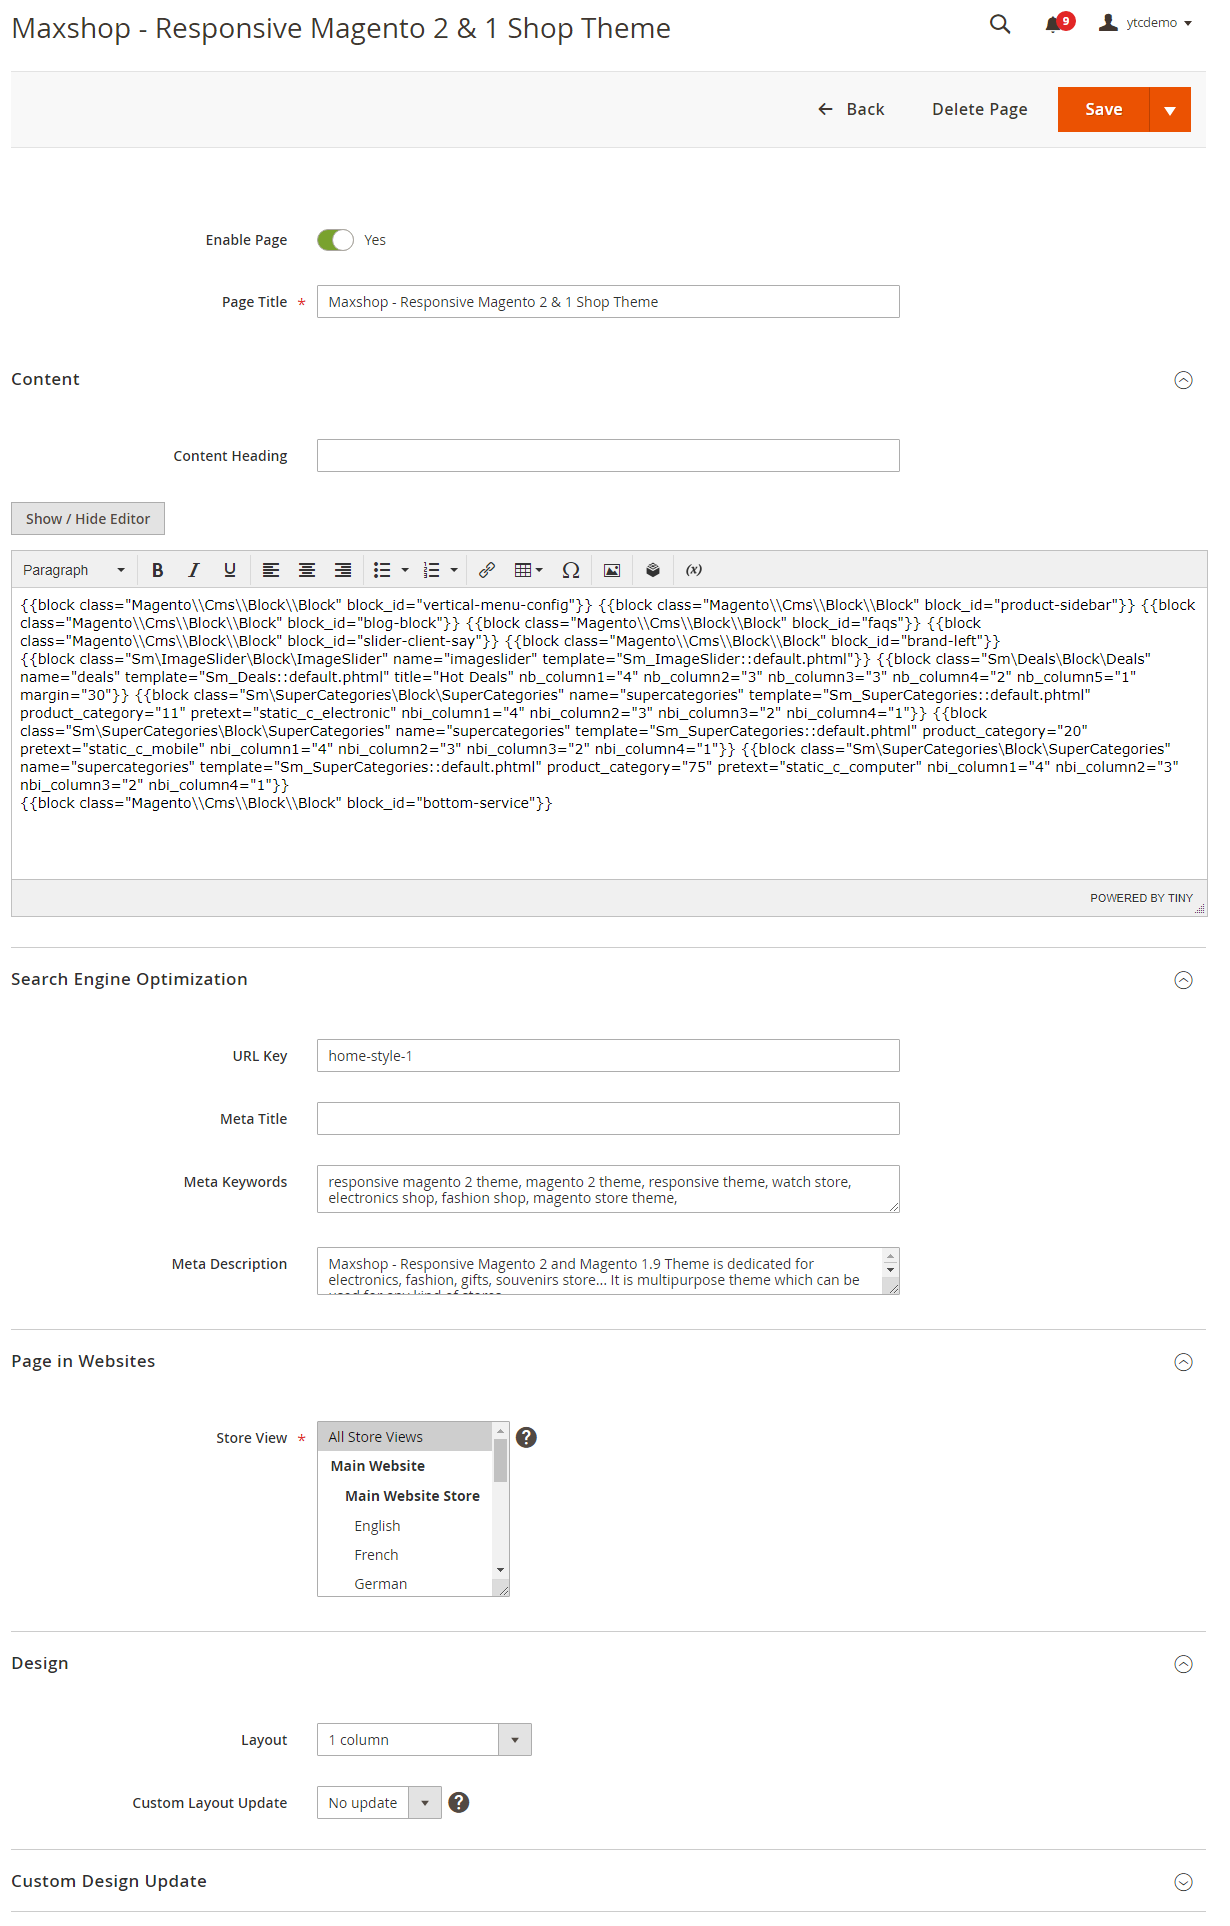 Maxshop - Responsive Magento 2 & 1 Shop Theme
9
ytcdemo
Back
Delete Page
Save
Enable Page
Yes
Page Title *
Maxshop - Responsive Magento 2 & 1 Shop Theme
Content
Content Heading
Show / Hide Editor
Paragraph
B I U Ω (x)
{{block class="Magento\\Cms\\Block\\Block" block_id="vertical-menu-config"}} {{block class="Magento\\Cms\\Block\\Block" block_id="product-sidebar"}} {{block
class="Magento\\Cms\\Block\\Block" block_id="blog-block"}} {{block class="Magento\\Cms\\Block\\Block" block_id="faqs"}} {{block
class="Magento\\Cms\\Block\\Block" block_id="slider-client-say"}} {{block class="Magento\\Cms\\Block\\Block" block_id="brand-left"}}
{{block class="Sm\ImageSlider\Block\ImageSlider" name="imageslider" template="Sm_ImageSlider::default.phtml"}} {{block class="Sm\Deals\Block\Deals"
name="deals" template="Sm_Deals::default.phtml" title="Hot Deals" nb_column1="4" nb_column2="3" nb_column3="3" nb_column4="2" nb_column5="1"
margin="30"}} {{block class="Sm\SuperCategories\Block\SuperCategories" name="supercategories" template="Sm_SuperCategories::default.phtml"
product_category="11" pretext="static_c_electronic" nbi_column1="4" nbi_column2="3" nbi_column3="2" nbi_column4="1"}} {{block
class="Sm\SuperCategories\Block\SuperCategories" name="supercategories" template="Sm_SuperCategories::default.phtml" product_category="20"
pretext="static_c_mobile" nbi_column1="4" nbi_column2="3" nbi_column3="2" nbi_column4="1"}} {{block class="Sm\SuperCategories\Block\SuperCategories"
name="supercategories" template="Sm_SuperCategories::default.phtml" product_category="75" pretext="static_c_computer" nbi_column1="4" nbi_column2="3"
nbi_column3="2" nbi_column4="1"}}
{{block class="Magento\\Cms\\Block\\Block" block_id="bottom-service"}}
POWERED BY TINY
Search Engine Optimization
URL Key
home-style-1
Meta Title
Meta Keywords
responsive magento 2 theme, magento 2 theme, responsive theme, watch store,
electronics shop, fashion shop, magento store theme,
Meta Description
Maxshop - Responsive Magento 2 and Magento 1.9 Theme is dedicated for
electronics, fashion, gifts, souvenirs store... It is multipurpose theme which can be
Page in Websites
Store View *
All Store Views
?
Main Website
Main Website Store
English
French
German
Design
Layout
1 column
Custom Layout Update
No update
?
Custom Design Update